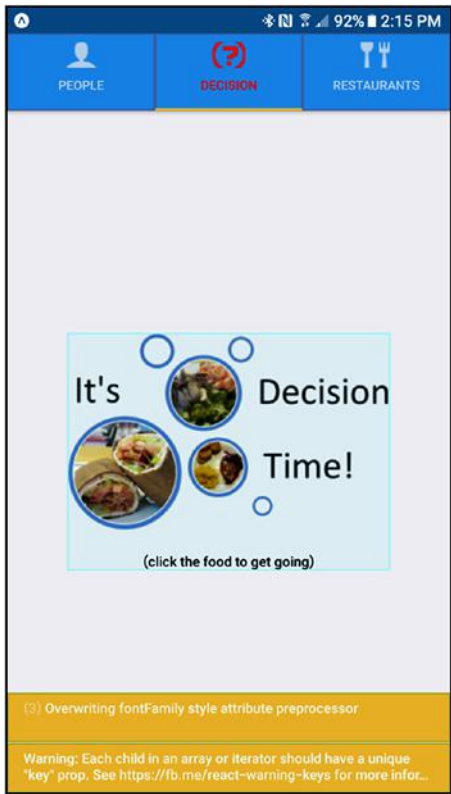 92% 2:15 PM
PEOPLE
(?)
DECISION
RESTAURANTS
It's Decision
Time!
(click the food to get going)
(3) Overwriting fontFamily style attribute preprocessor
Warning: Each child in an array or iterator should have a unique
"key" prop. See https://fb.me/react-warning-keys for more infor...